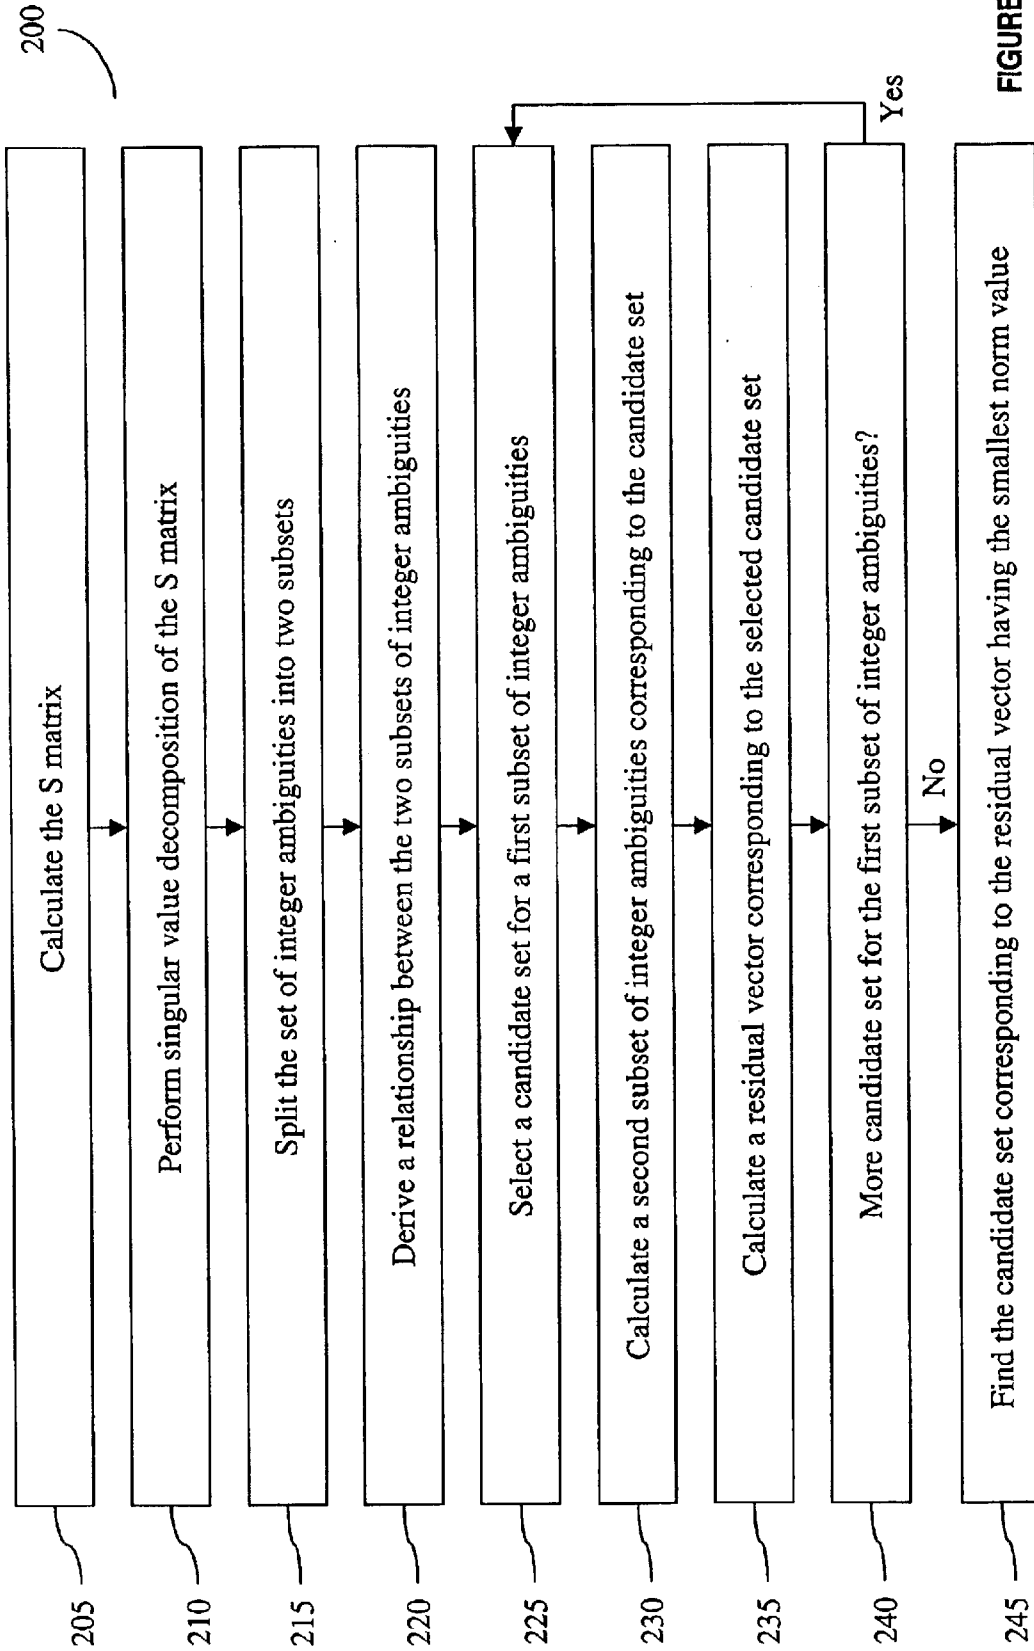 200
205
Calculate the S matrix
210
Perform singular value decomposition of the S matrix
215
Split the set of integer ambiguities into two subsets
220
Derive a relationship between the two subsets of integer ambiguities
225
Select a candidate set for a first subset of integer ambiguities
230
Calculate a second subset of integer ambiguities corresponding to the candidate set
235
Calculate a residual vector corresponding to the selected candidate set
240
More candidate set for the first subset of integer ambiguities?
Yes
No
245
Find the candidate set corresponding to the residual vector having the smallest norm value
FIGURE